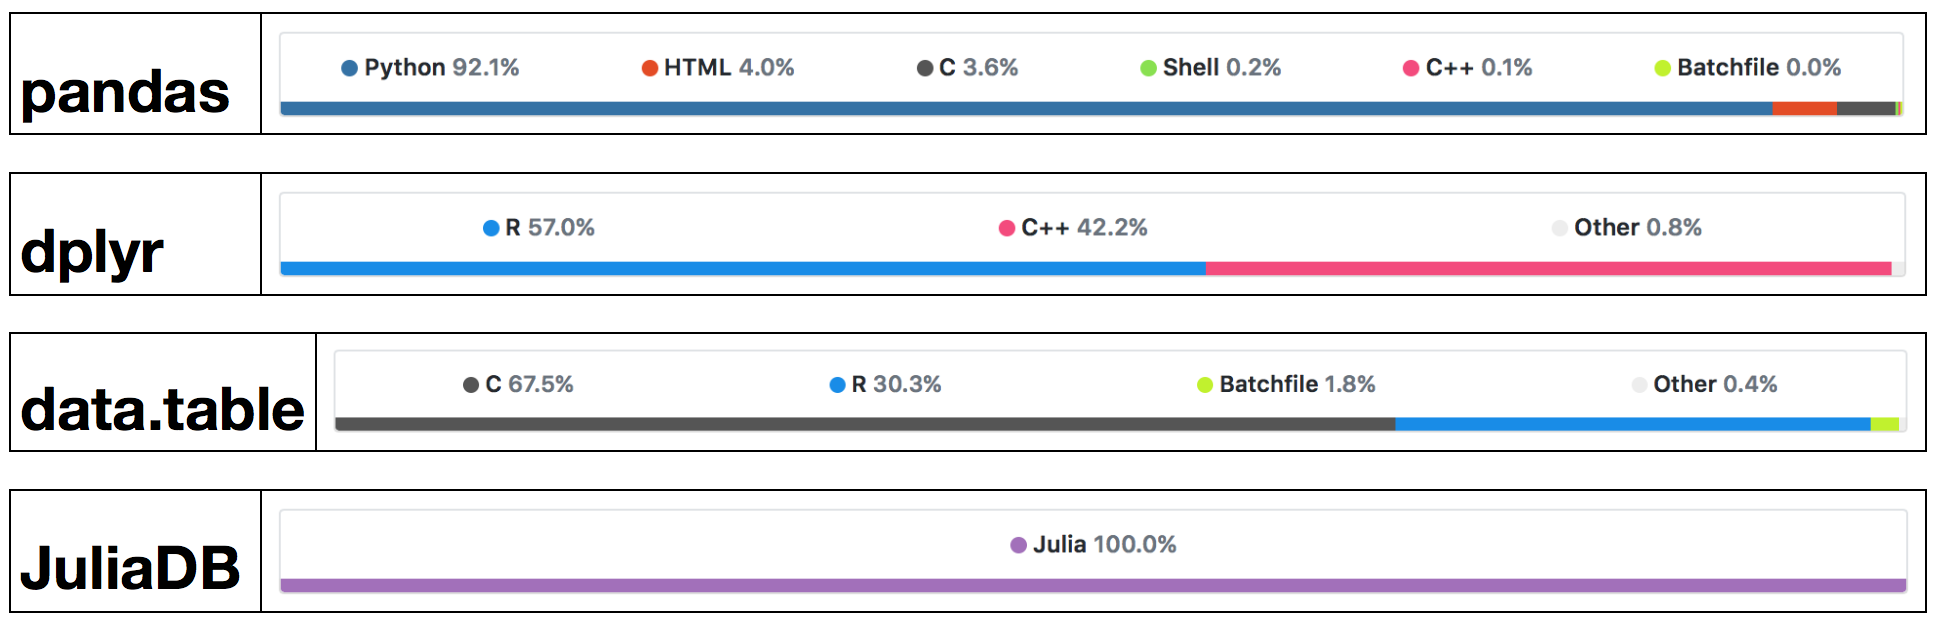 pandas
Python 92.1% HTML 4.0% C 3.6% Shell 0.2% C++ 0.1% Batchfile 0.0%
dplyr
R 57.0% C++ 42.2% Other 0.8%
data.table
C 67.5% R 30.3% Batchfile 1.8% Other 0.4%
JuliaDB
Julia 100.0%